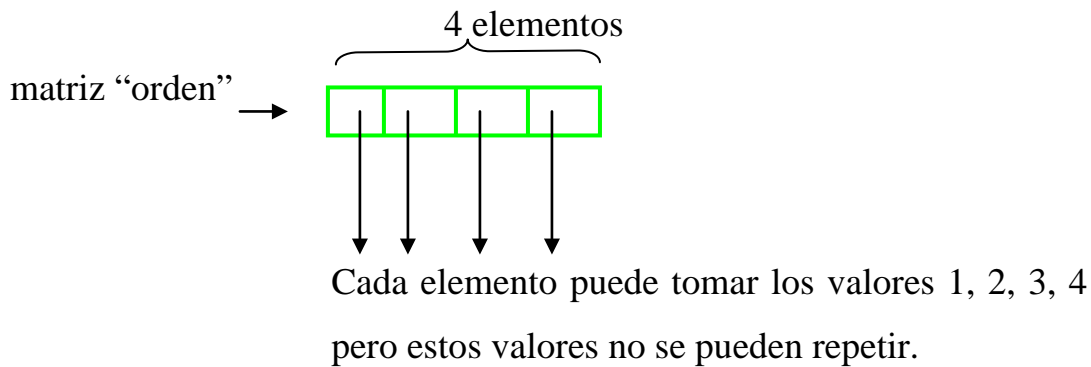 4 elementos
matriz “orden”
Cada elemento puede tomar los valores 1, 2, 3, 4
pero estos valores no se pueden repetir.